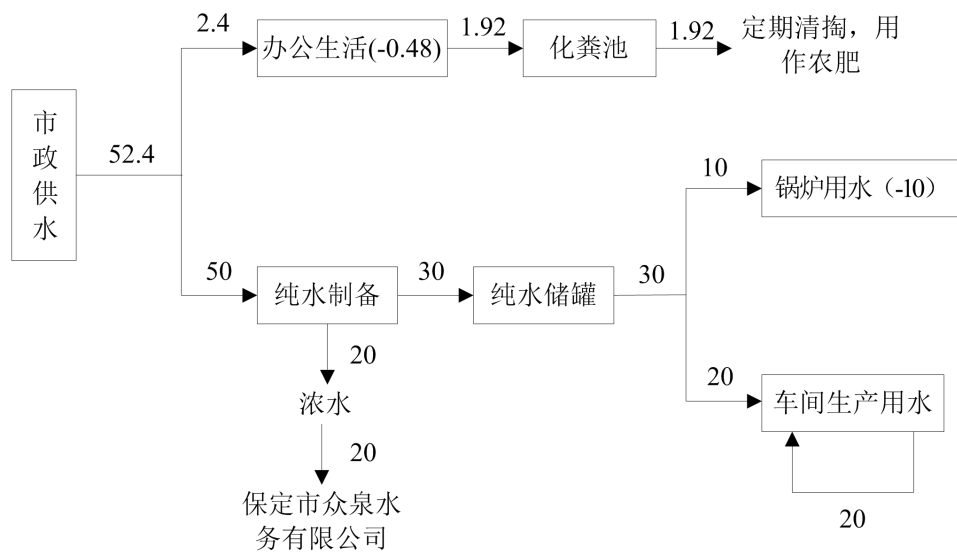 2.4
办公生活(-0.48)
1.92
化粪池
1.92
定期清掏，用
作农肥
市
政
供
水
52.4
10
锅炉用水（-10）
50
纯水制备
30
纯水储罐
30
20
浓水
20
保定市众泉水
务有限公司
20
车间生产用水
20